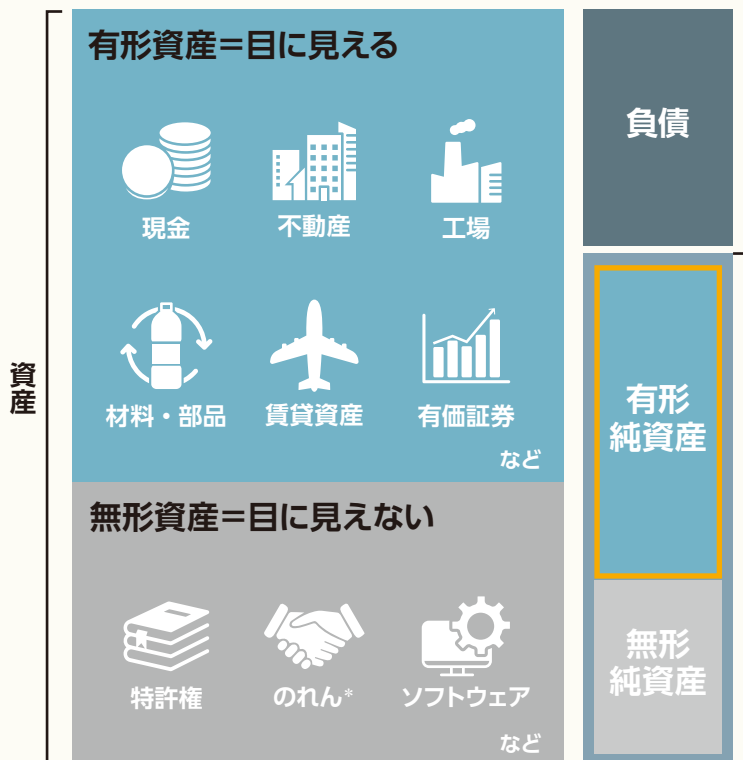 資産
有形資産=目に見える
現金
不動産
工場
材料・部品
賃貸資産
有価証券
など
無形資産=目に見えない
特許権
のれん*
ソフトウェア
など
負債
有形
純資産
無形
純資産